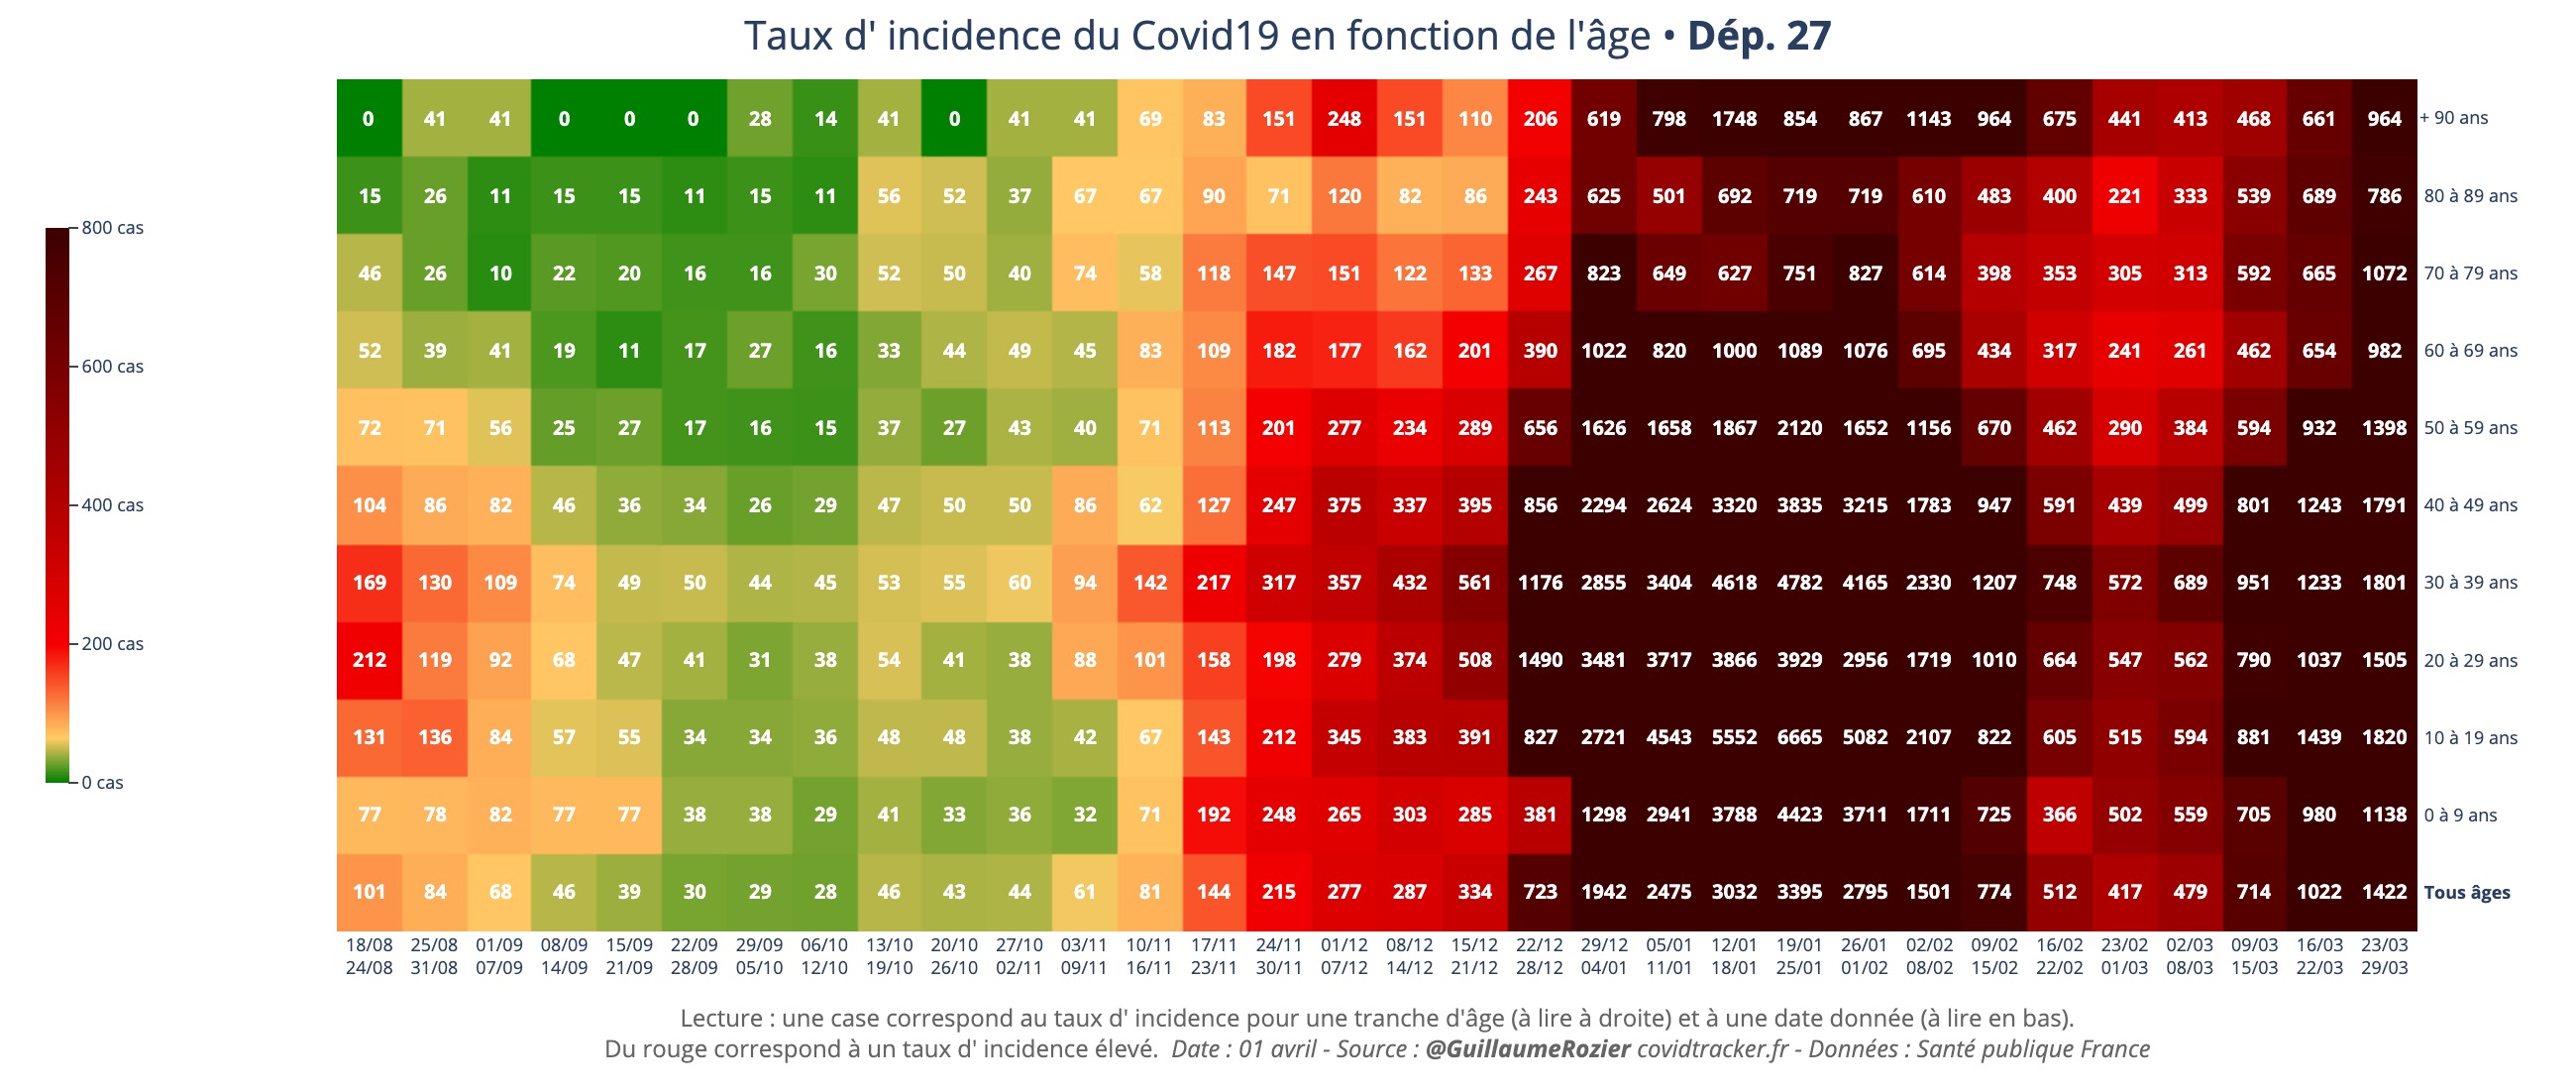 Taux d' incidence du Covid19 en fonction de l'âge • Dép. 27
800 cas
600 cas
400 cas
200 cas
0 cas
0 41 41 0 0 0 28 14 41 0 41 41 69 83 151 248 151 110 206 619 798 1748 854 867 1143 964 675 441 413 468 661 964 + 90 ans
15 26 11 15 15 11 15 11 56 52 37 67 67 90 71 120 82 86 243 625 501 692 719 719 610 483 400 221 333 539 689 786 80 à 89 ans
46 26 10 22 20 16 16 30 52 50 40 74 58 118 147 151 122 133 267 823 649 627 751 827 614 398 353 305 313 592 665 1072 70 à 79 ans
52 39 41 19 11 17 27 16 33 44 49 45 83 109 182 177 162 201 390 1022 820 1000 1089 1076 695 434 317 241 261 462 654 982 60 à 69 ans
72 71 56 25 27 17 16 15 37 27 43 40 71 113 201 277 234 289 656 1626 1658 1867 2120 1652 1156 670 462 290 384 594 932 1398 50 à 59 ans
104 86 82 46 36 34 26 29 47 50 50 86 62 127 247 375 337 395 856 2294 2624 3320 3835 3215 1783 947 591 439 499 801 1243 1791 40 à 49 ans
169 130 109 74 49 50 44 45 53 55 60 94 142 217 317 357 432 561 1176 2855 3404 4618 4782 4165 2330 1207 748 572 689 951 1233 1801 30 à 39 ans
212 119 92 68 47 41 31 38 54 41 38 88 101 158 198 279 374 508 1490 3481 3717 3866 3929 2956 1719 1010 664 547 562 790 1037 1505 20 à 29 ans
131 136 84 57 55 34 34 36 48 48 38 42 67 143 212 345 383 391 827 2721 4543 5552 6665 5082 2107 822 605 515 594 881 1439 1820 10 à 19 ans
77 78 82 77 77 38 38 29 41 33 36 32 71 192 248 265 303 285 381 1298 2941 3788 4423 3711 1711 725 366 502 559 705 980 1138 0 à 9 ans
101 84 68 46 39 30 29 28 46 43 44 61 81 144 215 277 287 334 723 1942 2475 3032 3395 2795 1501 774 512 417 479 714 1022 1422 Tous âges
18/08 25/08 01/09 08/09 15/09 22/09 29/09 06/10 13/10 20/10 27/10 03/11 10/11 17/11 24/11 01/12 08/12 15/12 22/12 29/12 05/01 12/01 19/01 26/01 02/02 09/02 16/02 23/02 02/03 09/03 16/03 23/03
24/08 31/08 07/09 14/09 21/09 28/09 05/10 12/10 19/10 26/10 02/11 09/11 16/11 23/11 30/11 07/12 14/12 21/12 28/12 04/01 11/01 18/01 25/01 01/02 08/02 15/02 22/02 01/03 08/03 15/03 22/03 29/03
Lecture : une case correspond au taux d' incidence pour une tranche d'âge (à lire à droite) et à une date donnée (à lire en bas).
Du rouge correspond à un taux d' incidence élevé. Date : 01 avril - Source : @GuillaumeRozier covidtracker.fr - Données : Santé publique France